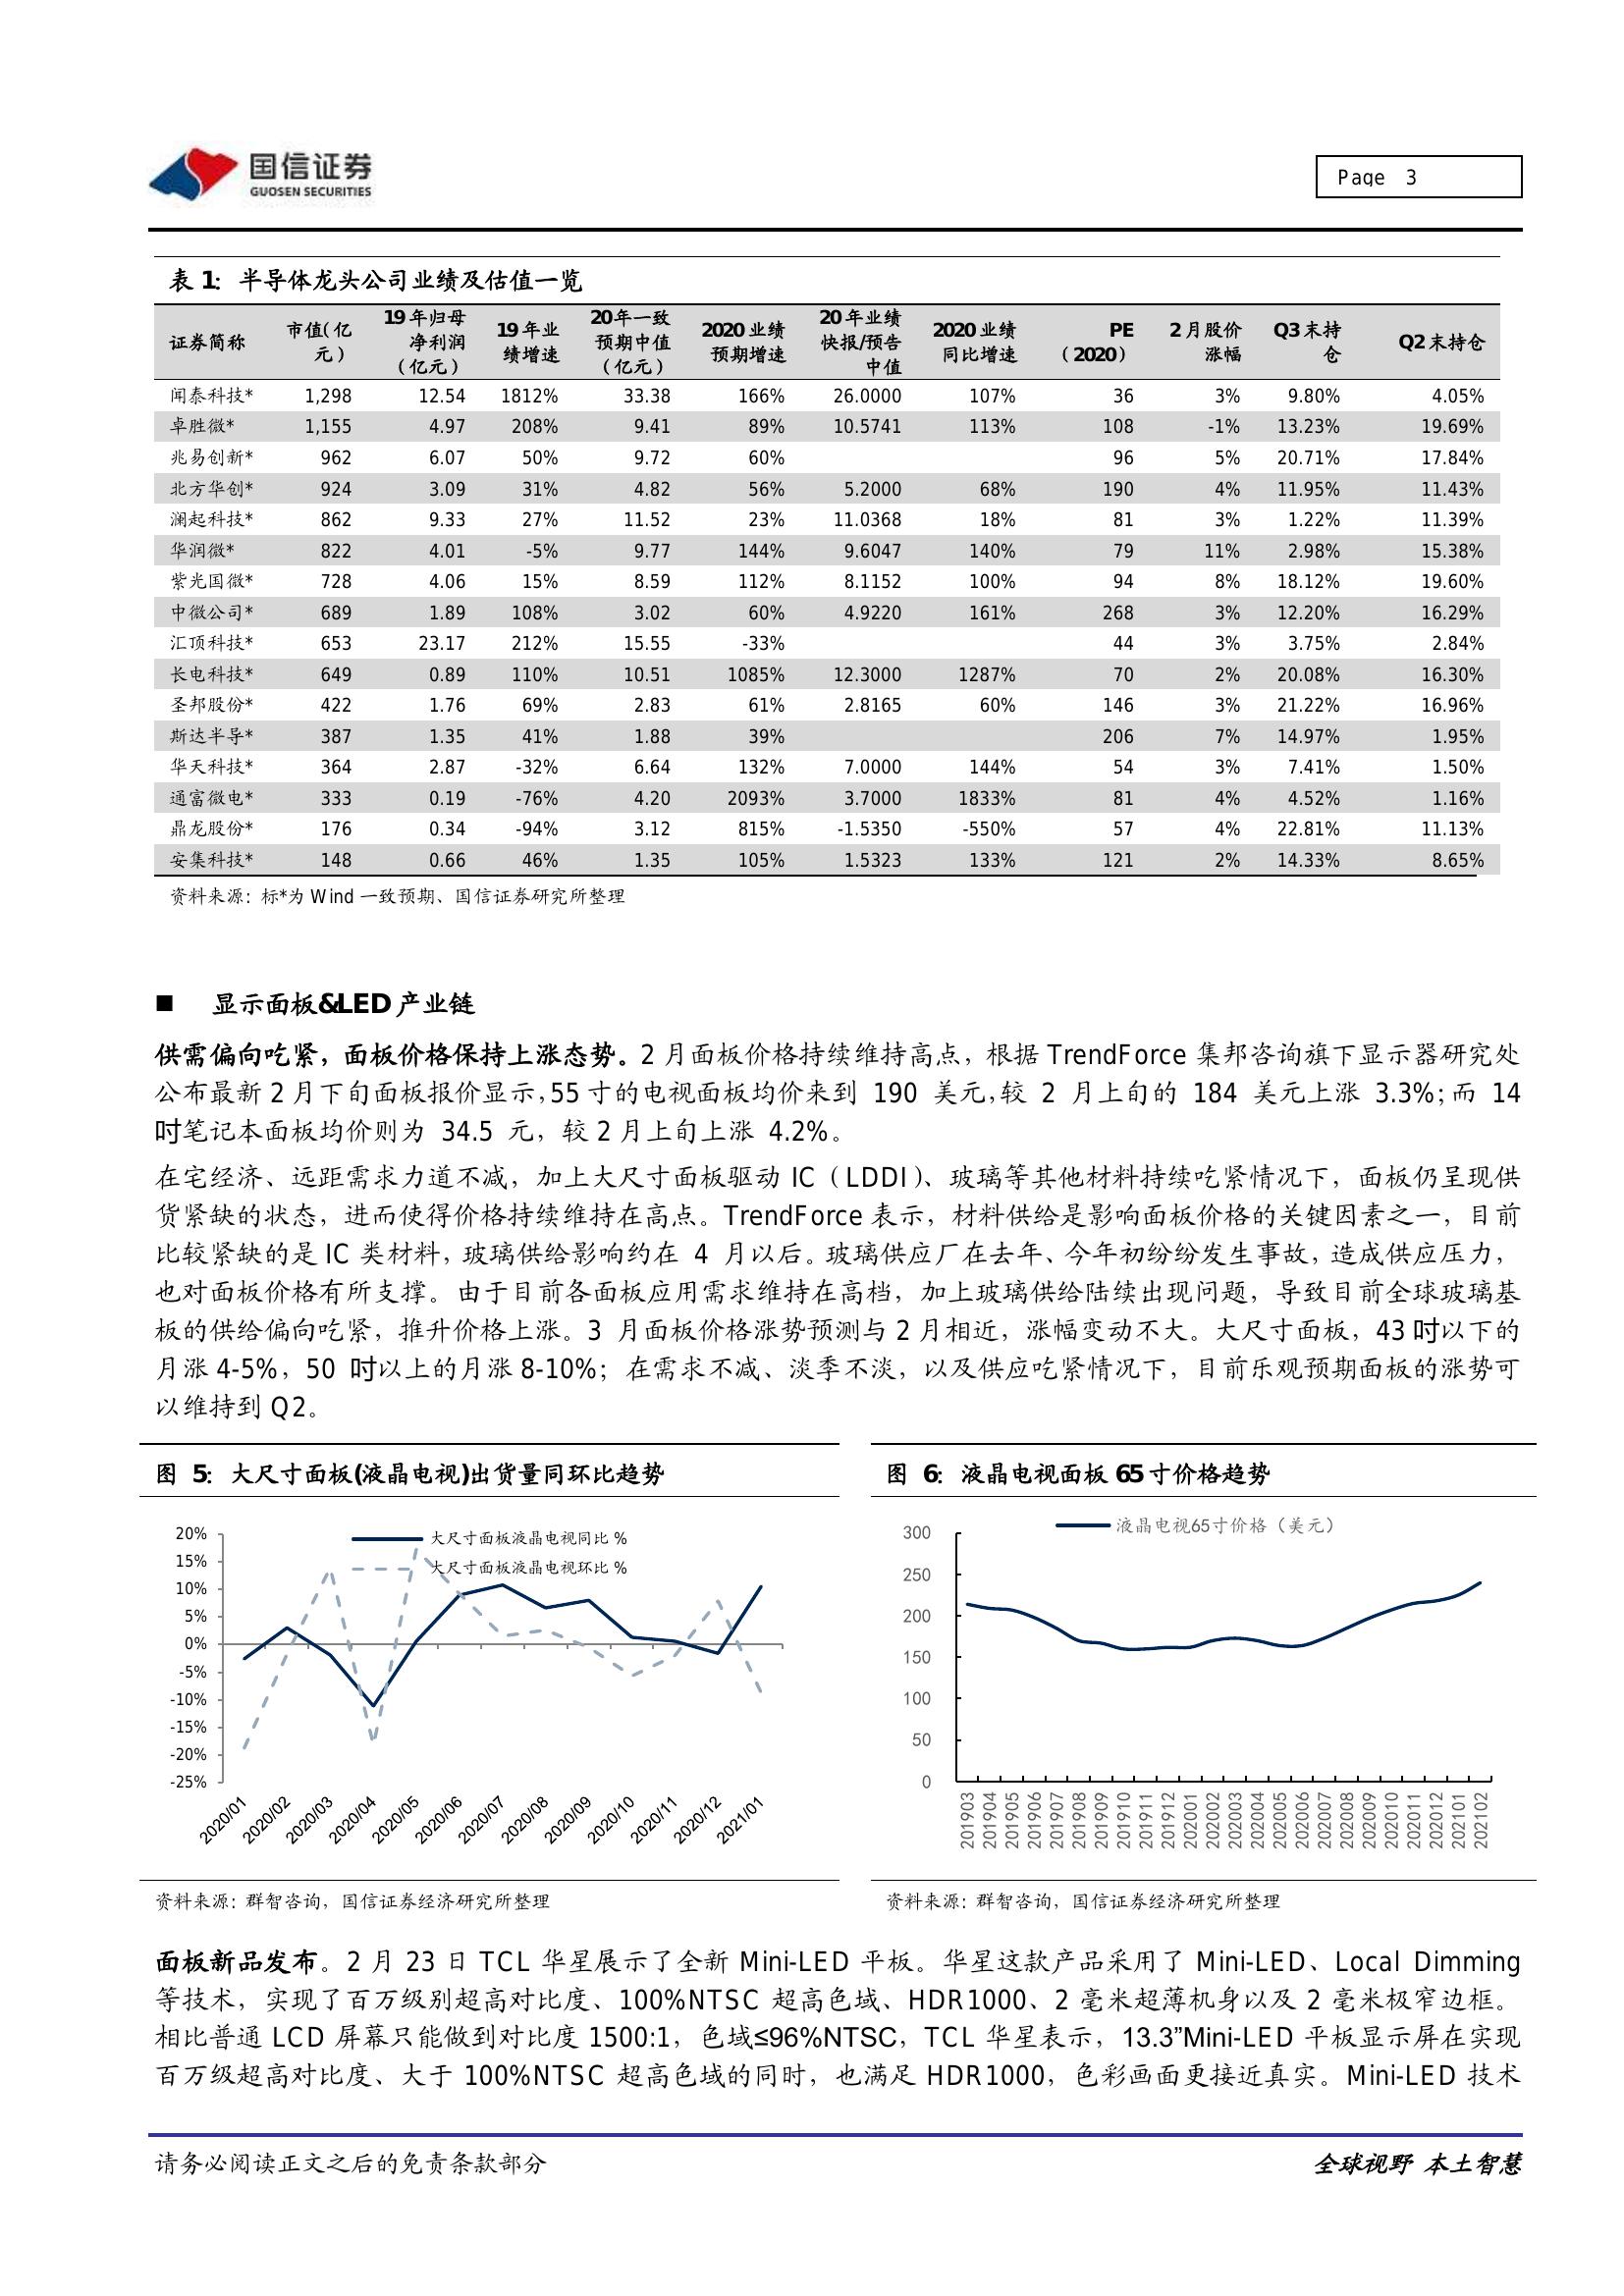 国信证券
GUOSEN SECURITIES
Page 3
表 1：半导体龙头公司业绩及估值一览
证券简称 市值(亿元) 19 年归母净利润(亿元) 19 年业绩增速 20年一致预期中值(亿元) 2020 业绩预期增速 20 年业绩快报/预告中值 2020 业绩同比增速 PE（2020） 2 月股价涨幅 Q3 末持仓 Q2 末持仓
闻泰科技* 1,298 12.54 1812% 33.38 166% 26.0000 107% 36 3% 9.80% 4.05%
卓胜微* 1,155 4.97 208% 9.41 89% 10.5741 113% 108 -1% 13.23% 19.69%
兆易创新* 962 6.07 50% 9.72 60% 96 5% 20.71% 17.84%
北方华创* 924 3.09 31% 4.82 56% 5.2000 68% 190 4% 11.95% 11.43%
澜起科技* 862 9.33 27% 11.52 23% 11.0368 18% 81 3% 1.22% 11.39%
华润微* 822 4.01 -5% 9.77 144% 9.6047 140% 79 11% 2.98% 15.38%
紫光国微* 728 4.06 15% 8.59 112% 8.1152 100% 94 8% 18.12% 19.60%
中微公司* 689 1.89 108% 3.02 60% 4.9220 161% 268 3% 12.20% 16.29%
汇顶科技* 653 23.17 212% 15.55 -33% 44 3% 3.75% 2.84%
长电科技* 649 0.89 110% 10.51 1085% 12.3000 1287% 70 2% 20.08% 16.30%
圣邦股份* 422 1.76 69% 2.83 61% 2.8165 60% 146 3% 21.22% 16.96%
斯达半导* 387 1.35 41% 1.88 39% 206 7% 14.97% 1.95%
华天科技* 364 2.87 -32% 6.64 132% 7.0000 144% 54 3% 7.41% 1.50%
通富微电* 333 0.19 -76% 4.20 2093% 3.7000 1833% 81 4% 4.52% 1.16%
鼎龙股份* 176 0.34 -94% 3.12 815% -1.5350 -550% 57 4% 22.81% 11.13%
安集科技* 148 0.66 46% 1.35 105% 1.5323 133% 121 2% 14.33% 8.65%
资料来源：标*为 Wind 一致预期、国信证券研究所整理
■ 显示面板&LED 产业链
供需偏向吃紧，面板价格保持上涨态势。2 月面板价格持续维持高点，根据 TrendForce 集邦咨询旗下显示器研究处
公布最新 2 月下旬面板报价显示，55 寸的电视面板均价来到 190 美元，较 2 月上旬的 184 美元上涨 3.3%；而 14
吋笔记本面板均价则为 34.5 元，较 2 月上旬上涨 4.2%。
在宅经济、远距需求力道不减，加上大尺寸面板驱动 IC（LDDI）、玻璃等其他材料持续吃紧情况下，面板仍呈现供
货紧缺的状态，进而使得价格持续维持在高点。TrendForce 表示，材料供给是影响面板价格的关键因素之一，目前
比较紧缺的是 IC 类材料，玻璃供给影响约在 4 月以后。玻璃供应厂在去年、今年初纷纷发生事故，造成供应压力，
也对面板价格有所支撑。由于目前各面板应用需求维持在高档，加上玻璃供给陆续出现问题，导致目前全球玻璃基
板的供给偏向吃紧，推升价格上涨。3 月面板价格涨势预测与 2 月相近，涨幅变动不大。大尺寸面板，43 吋以下的
月涨 4-5%，50 吋以上的月涨 8-10%；在需求不减、淡季不淡，以及供应吃紧情况下，目前乐观预期面板的涨势可
以维持到 Q2。
图 5：大尺寸面板(液晶电视)出货量同环比趋势
大尺寸面板液晶电视同比 %
大尺寸面板液晶电视环比 %
20%
15%
10%
5%
0%
-5%
-10%
-15%
-20%
-25%
2020/01 2020/02 2020/03 2020/04 2020/05 2020/06 2020/07 2020/08 2020/09 2020/10 2020/11 2020/12 2021/01
资料来源：群智咨询，国信证券经济研究所整理
图 6：液晶电视面板 65 寸价格趋势
液晶电视65寸价格（美元）
300
250
200
150
100
50
0
201903 201904 201905 201906 201907 201908 201909 201910 201911 201912 202001 202002 202003 202004 202005 202006 202007 202008 202009 202010 202011 202012 202101 202102
资料来源：群智咨询，国信证券经济研究所整理
面板新品发布。2 月 23 日 TCL 华星展示了全新 Mini-LED 平板。华星这款产品采用了 Mini-LED、Local Dimming
等技术，实现了百万级别超高对比度、100%NTSC 超高色域、HDR1000、2 毫米超薄机身以及 2 毫米极窄边框。
相比普通 LCD 屏幕只能做到对比度 1500:1，色域≤96%NTSC，TCL 华星表示，13.3”Mini-LED 平板显示屏在实现
百万级超高对比度、大于 100%NTSC 超高色域的同时，也满足 HDR1000，色彩画面更接近真实。Mini-LED 技术
请务必阅读正文之后的免责条款部分
全球视野 本土智慧